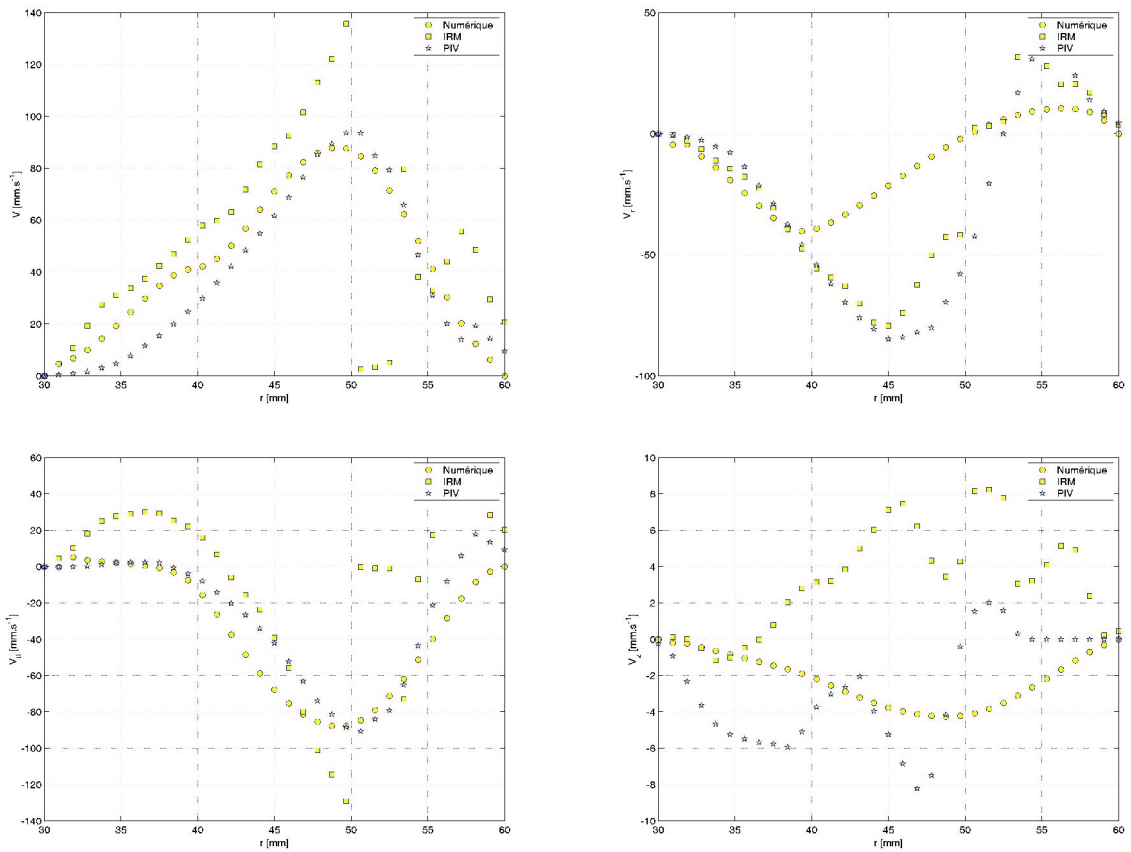 140
120
100
80
60
40
20
0
30 35 40 45 50 55 60
V [mm.s⁻¹]
r [mm]
Numérique
IRM
PIV
50
0
-50
-100
30 35 40 45 50 55 60
Vr [mm.s⁻¹]
r [mm]
Numérique
IRM
PIV
60
40
20
0
-20
-40
-60
-80
-100
-120
-140
30 35 40 45 50 55 60
Vθ [mm.s⁻¹]
r [mm]
Numérique
IRM
PIV
10
8
6
4
2
0
-2
-4
-6
-8
-10
30 35 40 45 50 55 60
Vz [mm.s⁻¹]
r [mm]
Numérique
IRM
PIV